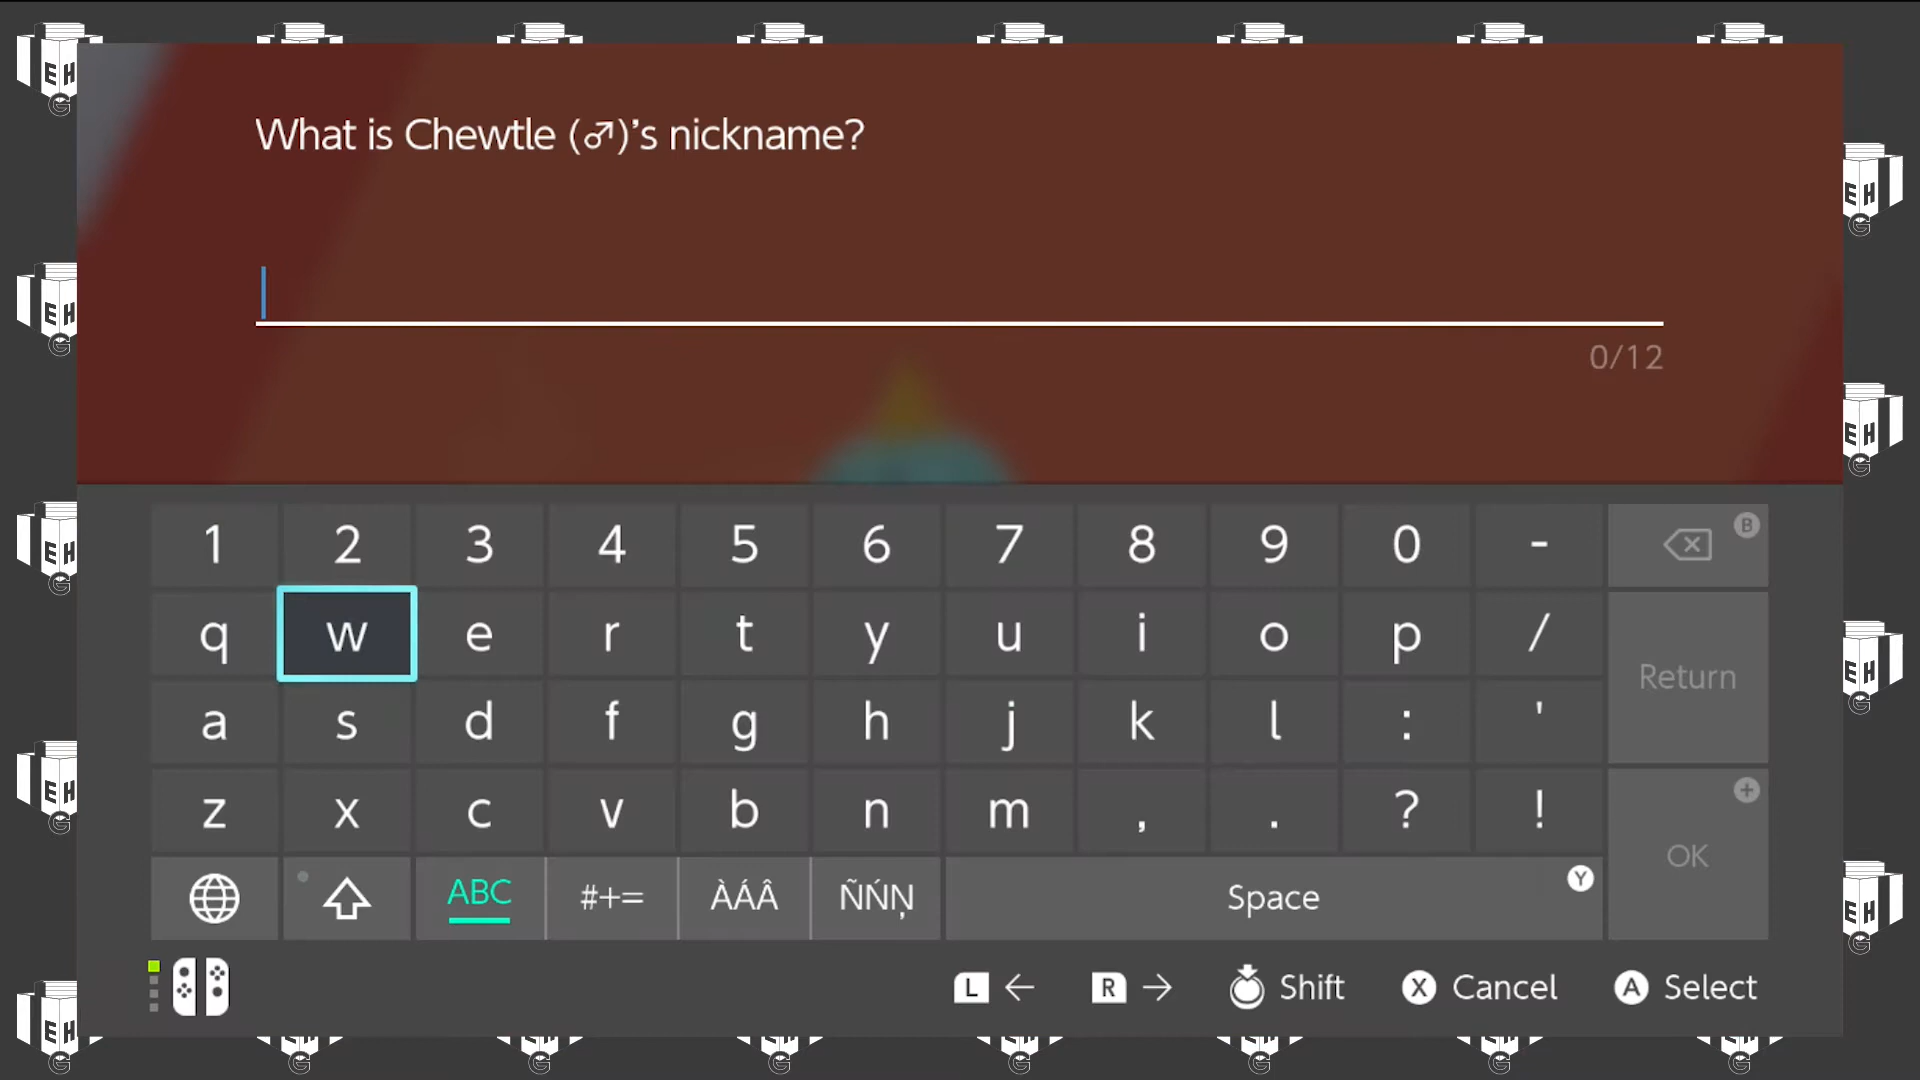 What is Chewtle (♂)'s nickname?
0/12
1 2 3 4 5 6 7 8 9 0 - B
q w e r t y u i o p / Return
a s d f g h j k l : '
z x c v b n m , . ? ! + OK
ABC #+= ÀÁÂ ÑŃŅ Space Y
L ← R → Shift X Cancel A Select
EH
G